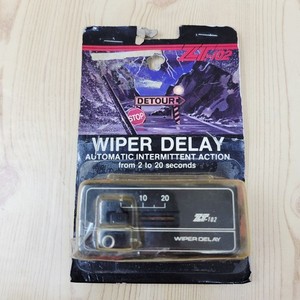 DETOUR
STOP
WIPER DELAY
AUTOMATIC INTERMITTENT ACTION
from 2 to 20 seconds
10 20
WIPER DELAY